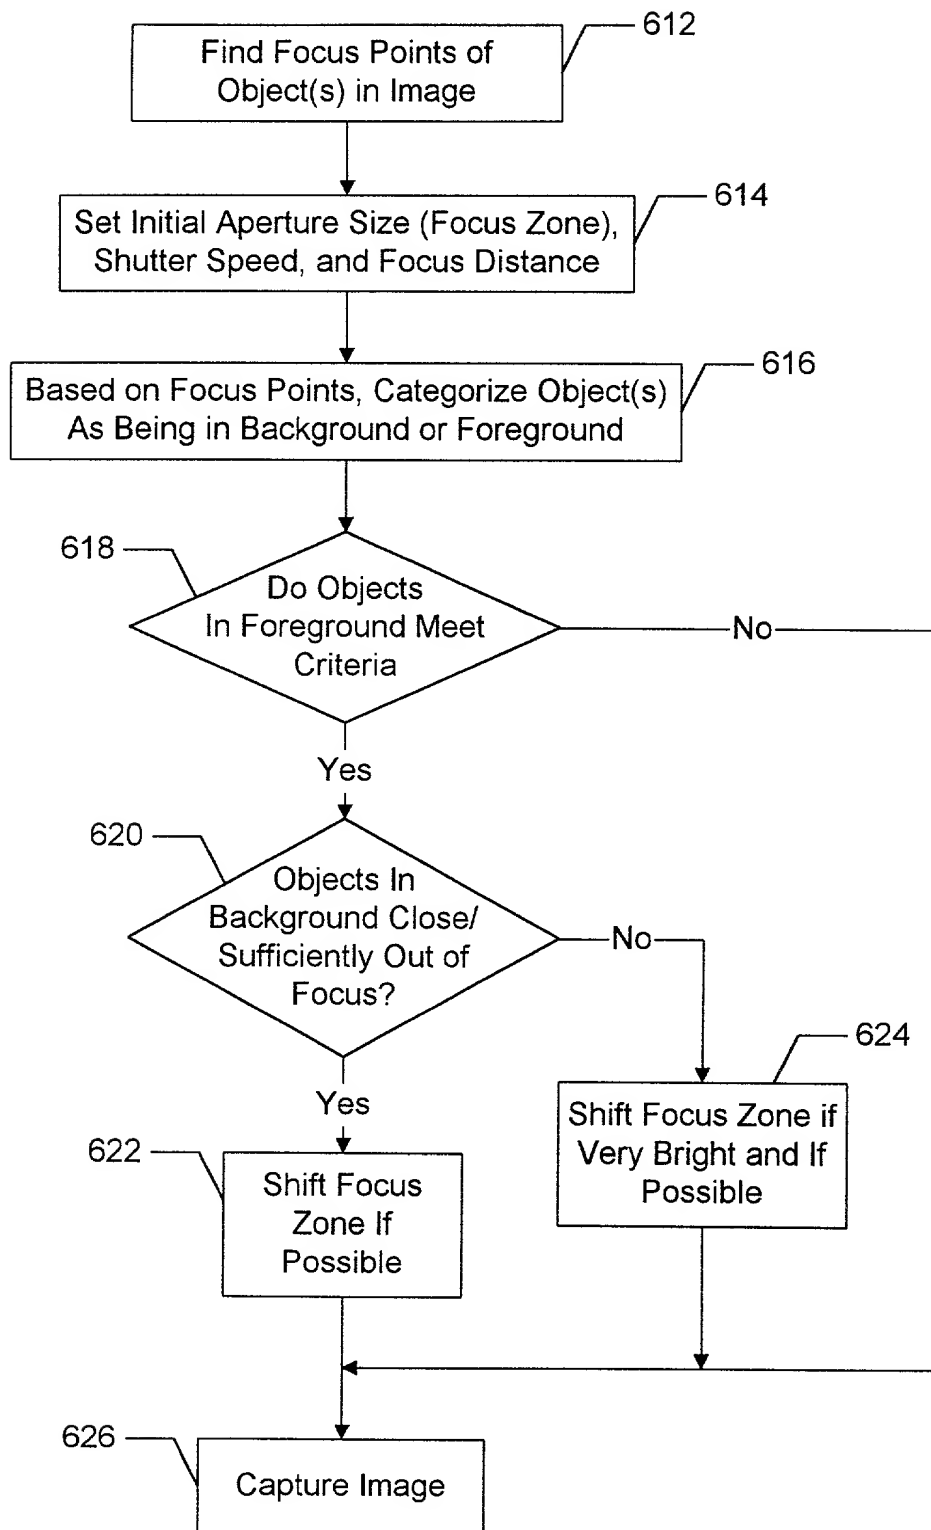 612
Find Focus Points of
Object(s) in Image
614
Set Initial Aperture Size (Focus Zone),
Shutter Speed, and Focus Distance
616
Based on Focus Points, Categorize Object(s)
As Being in Background or Foreground
618
Do Objects
In Foreground Meet
Criteria
No
Yes
620
Objects In
Background Close/
Sufficiently Out of
Focus?
No
624
Yes
Shift Focus Zone if
Very Bright and If
Possible
622
Shift Focus
Zone If
Possible
626
Capture Image